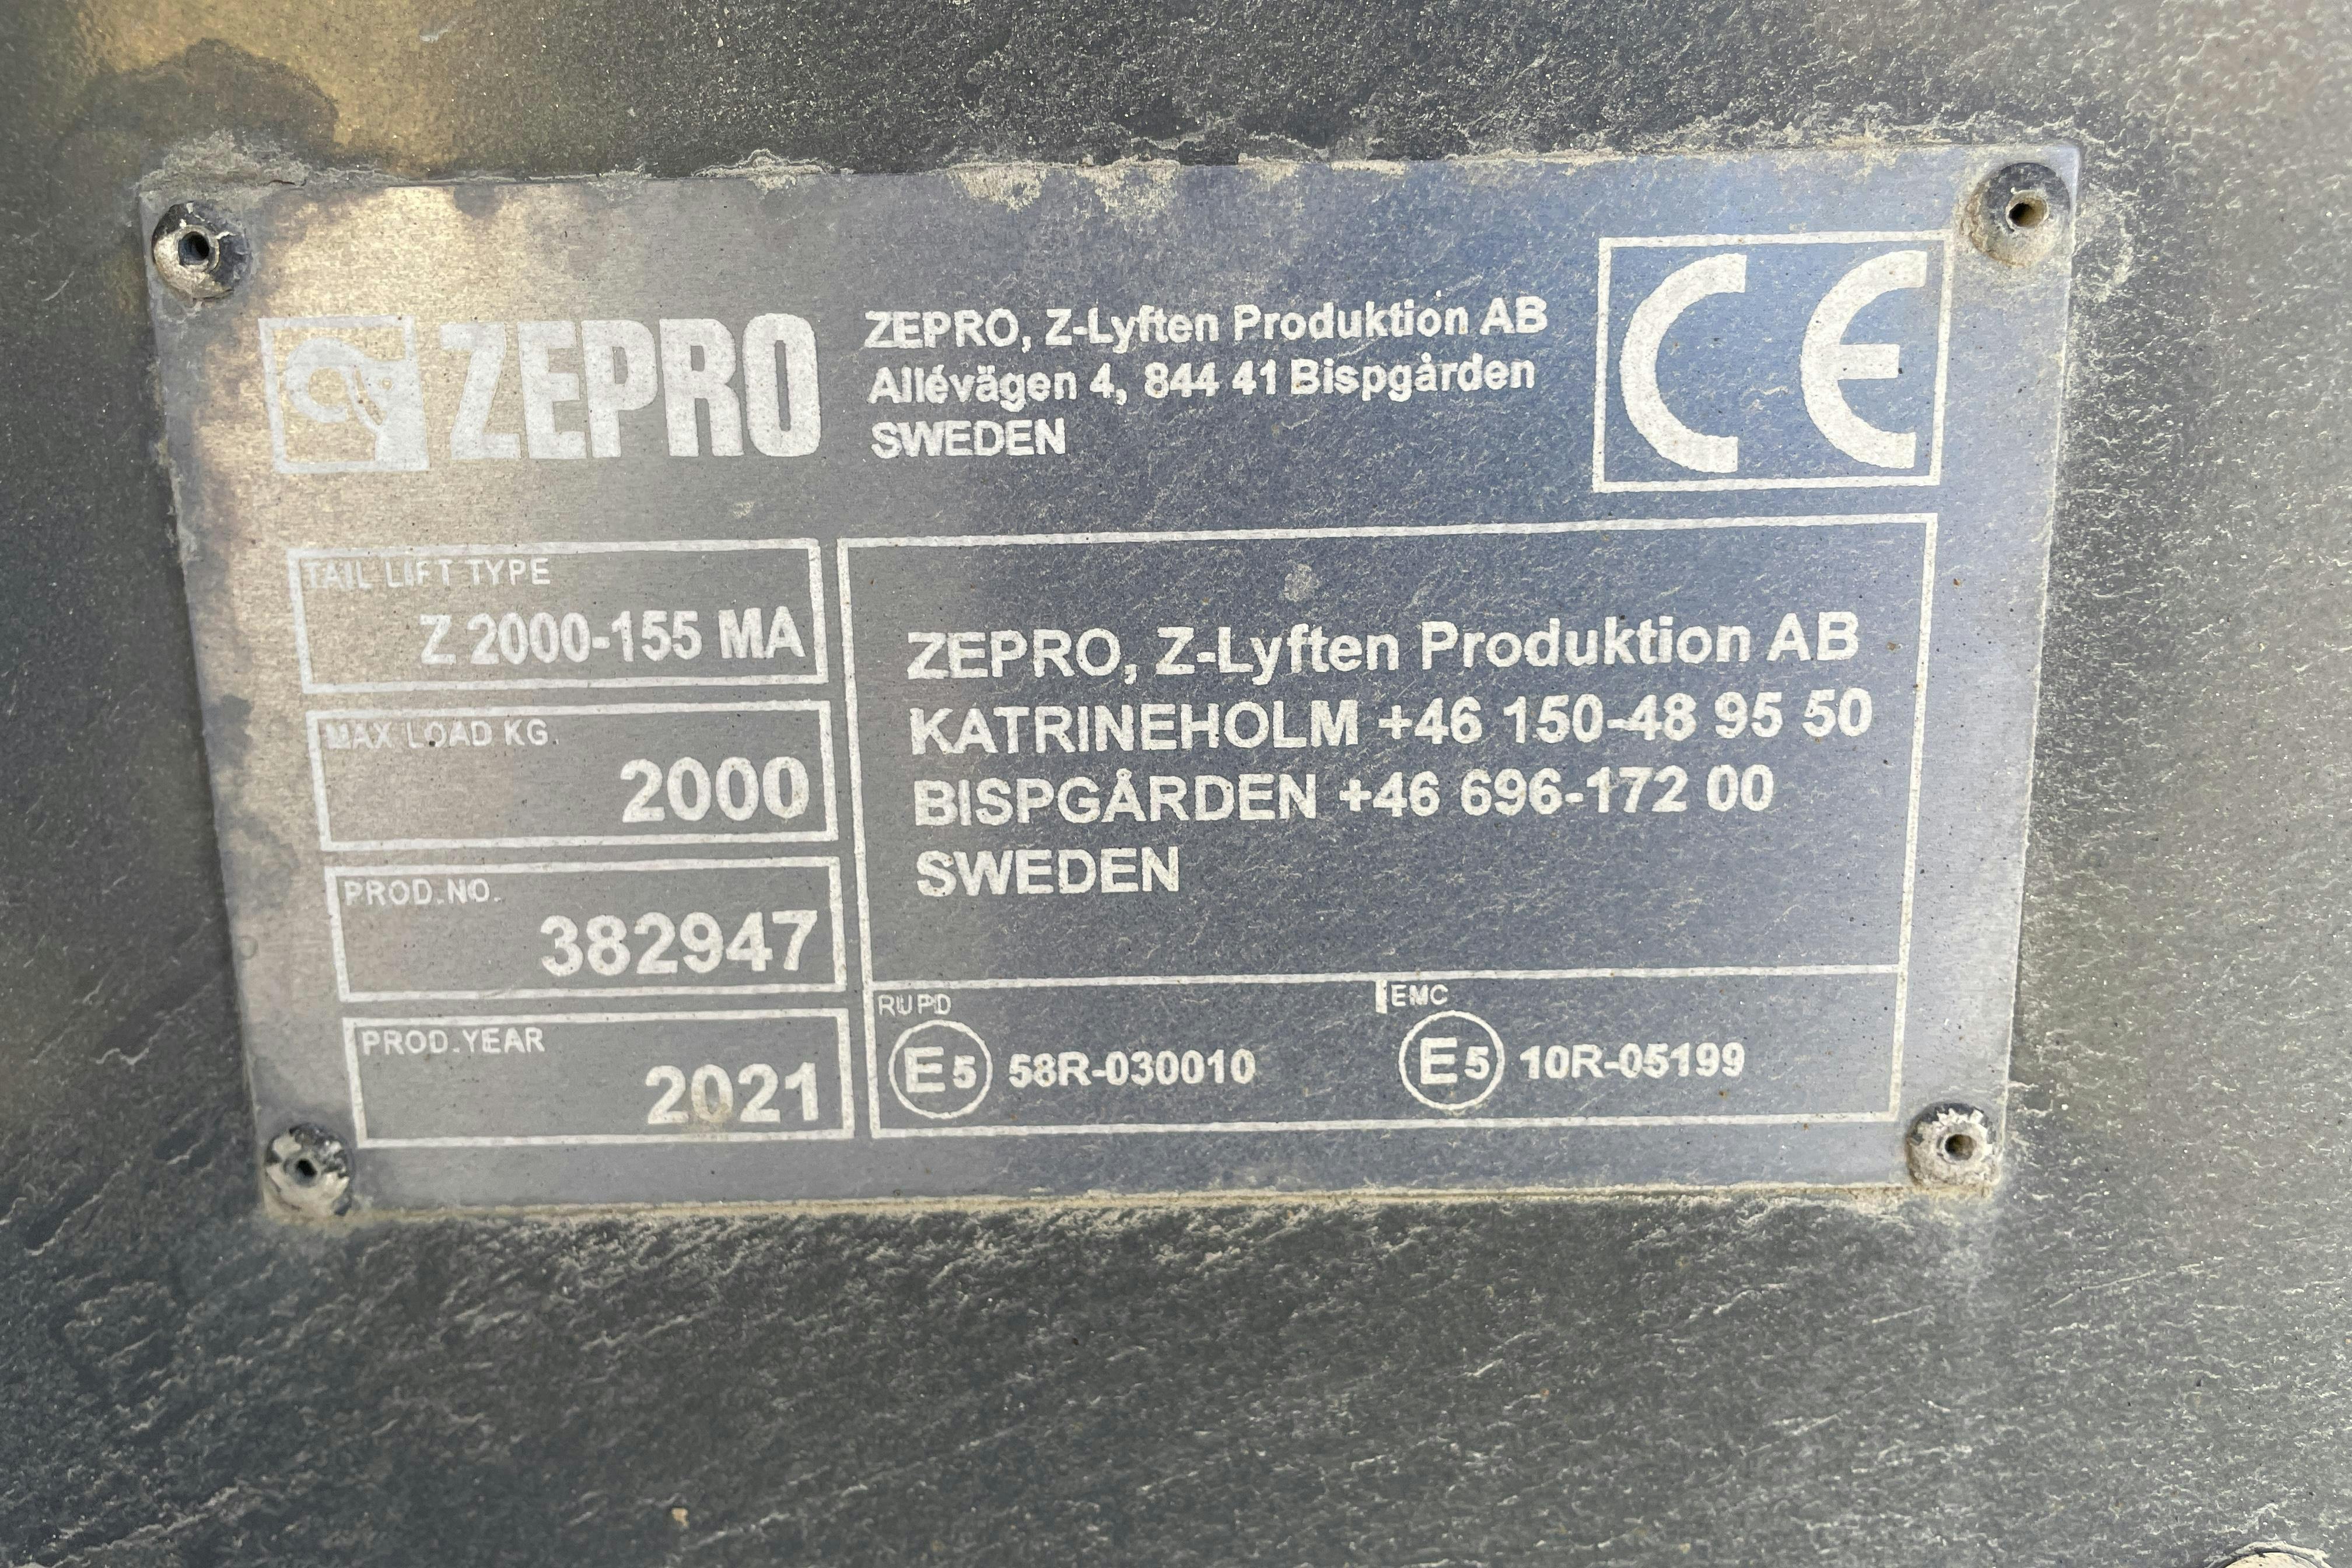 ZEPRO
ZEPRO, Z-Lyften Produktion AB
Allévägen 4, 844 41 Bispgården
SWEDEN
CE
TAIL LIFT TYPE
Z 2000-155 MA
MAX LOAD KG.
2000
PROD.NO.
382947
PROD.YEAR
2021
ZEPRO, Z-Lyften Produktion AB
KATRINEHOLM +46 150-48 95 50
BISPGÅRDEN +46 696-172 00
SWEDEN
RUPD
E5 58R-030010
EMC
E5 10R-05199